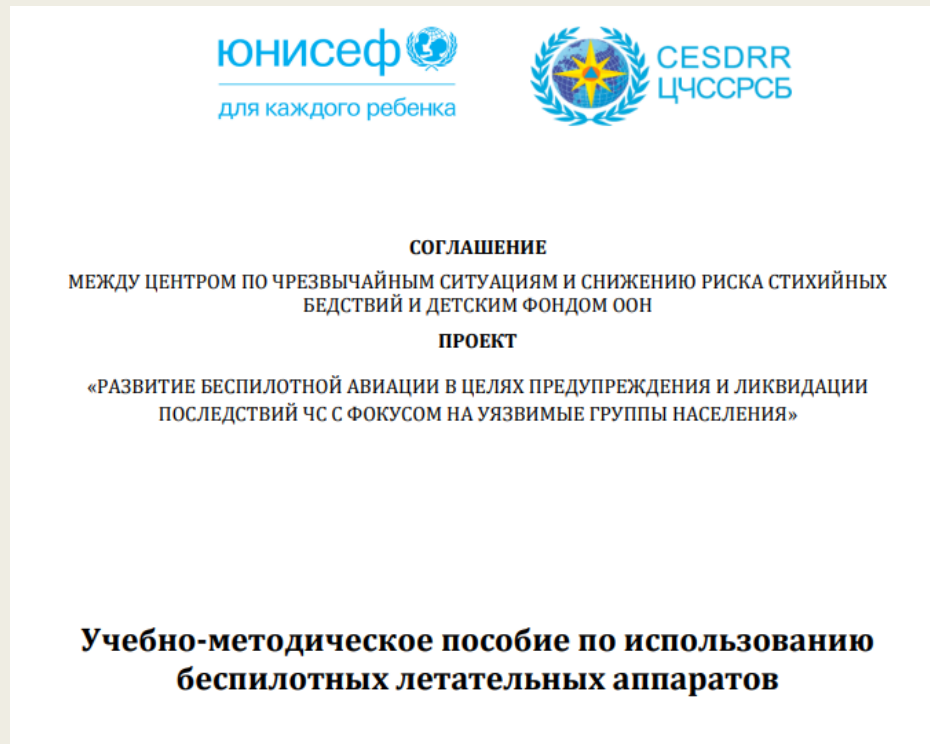 юнисеф
для каждого ребенка
CESDRR
ЦЧССРСБ
СОГЛАШЕНИЕ
МЕЖДУ ЦЕНТРОМ ПО ЧРЕЗВЫЧАЙНЫМ СИТУАЦИЯМ И СНИЖЕНИЮ РИСКА СТИХИЙНЫХ
БЕДСТВИЙ И ДЕТСКИМ ФОНДОМ ООН
ПРОЕКТ
«РАЗВИТИЕ БЕСПИЛОТНОЙ АВИАЦИИ В ЦЕЛЯХ ПРЕДУПРЕЖДЕНИЯ И ЛИКВИДАЦИИ
ПОСЛЕДСТВИЙ ЧС С ФОКУСОМ НА УЯЗВИМЫЕ ГРУППЫ НАСЕЛЕНИЯ»
Учебно-методическое пособие по использованию
беспилотных летательных аппаратов